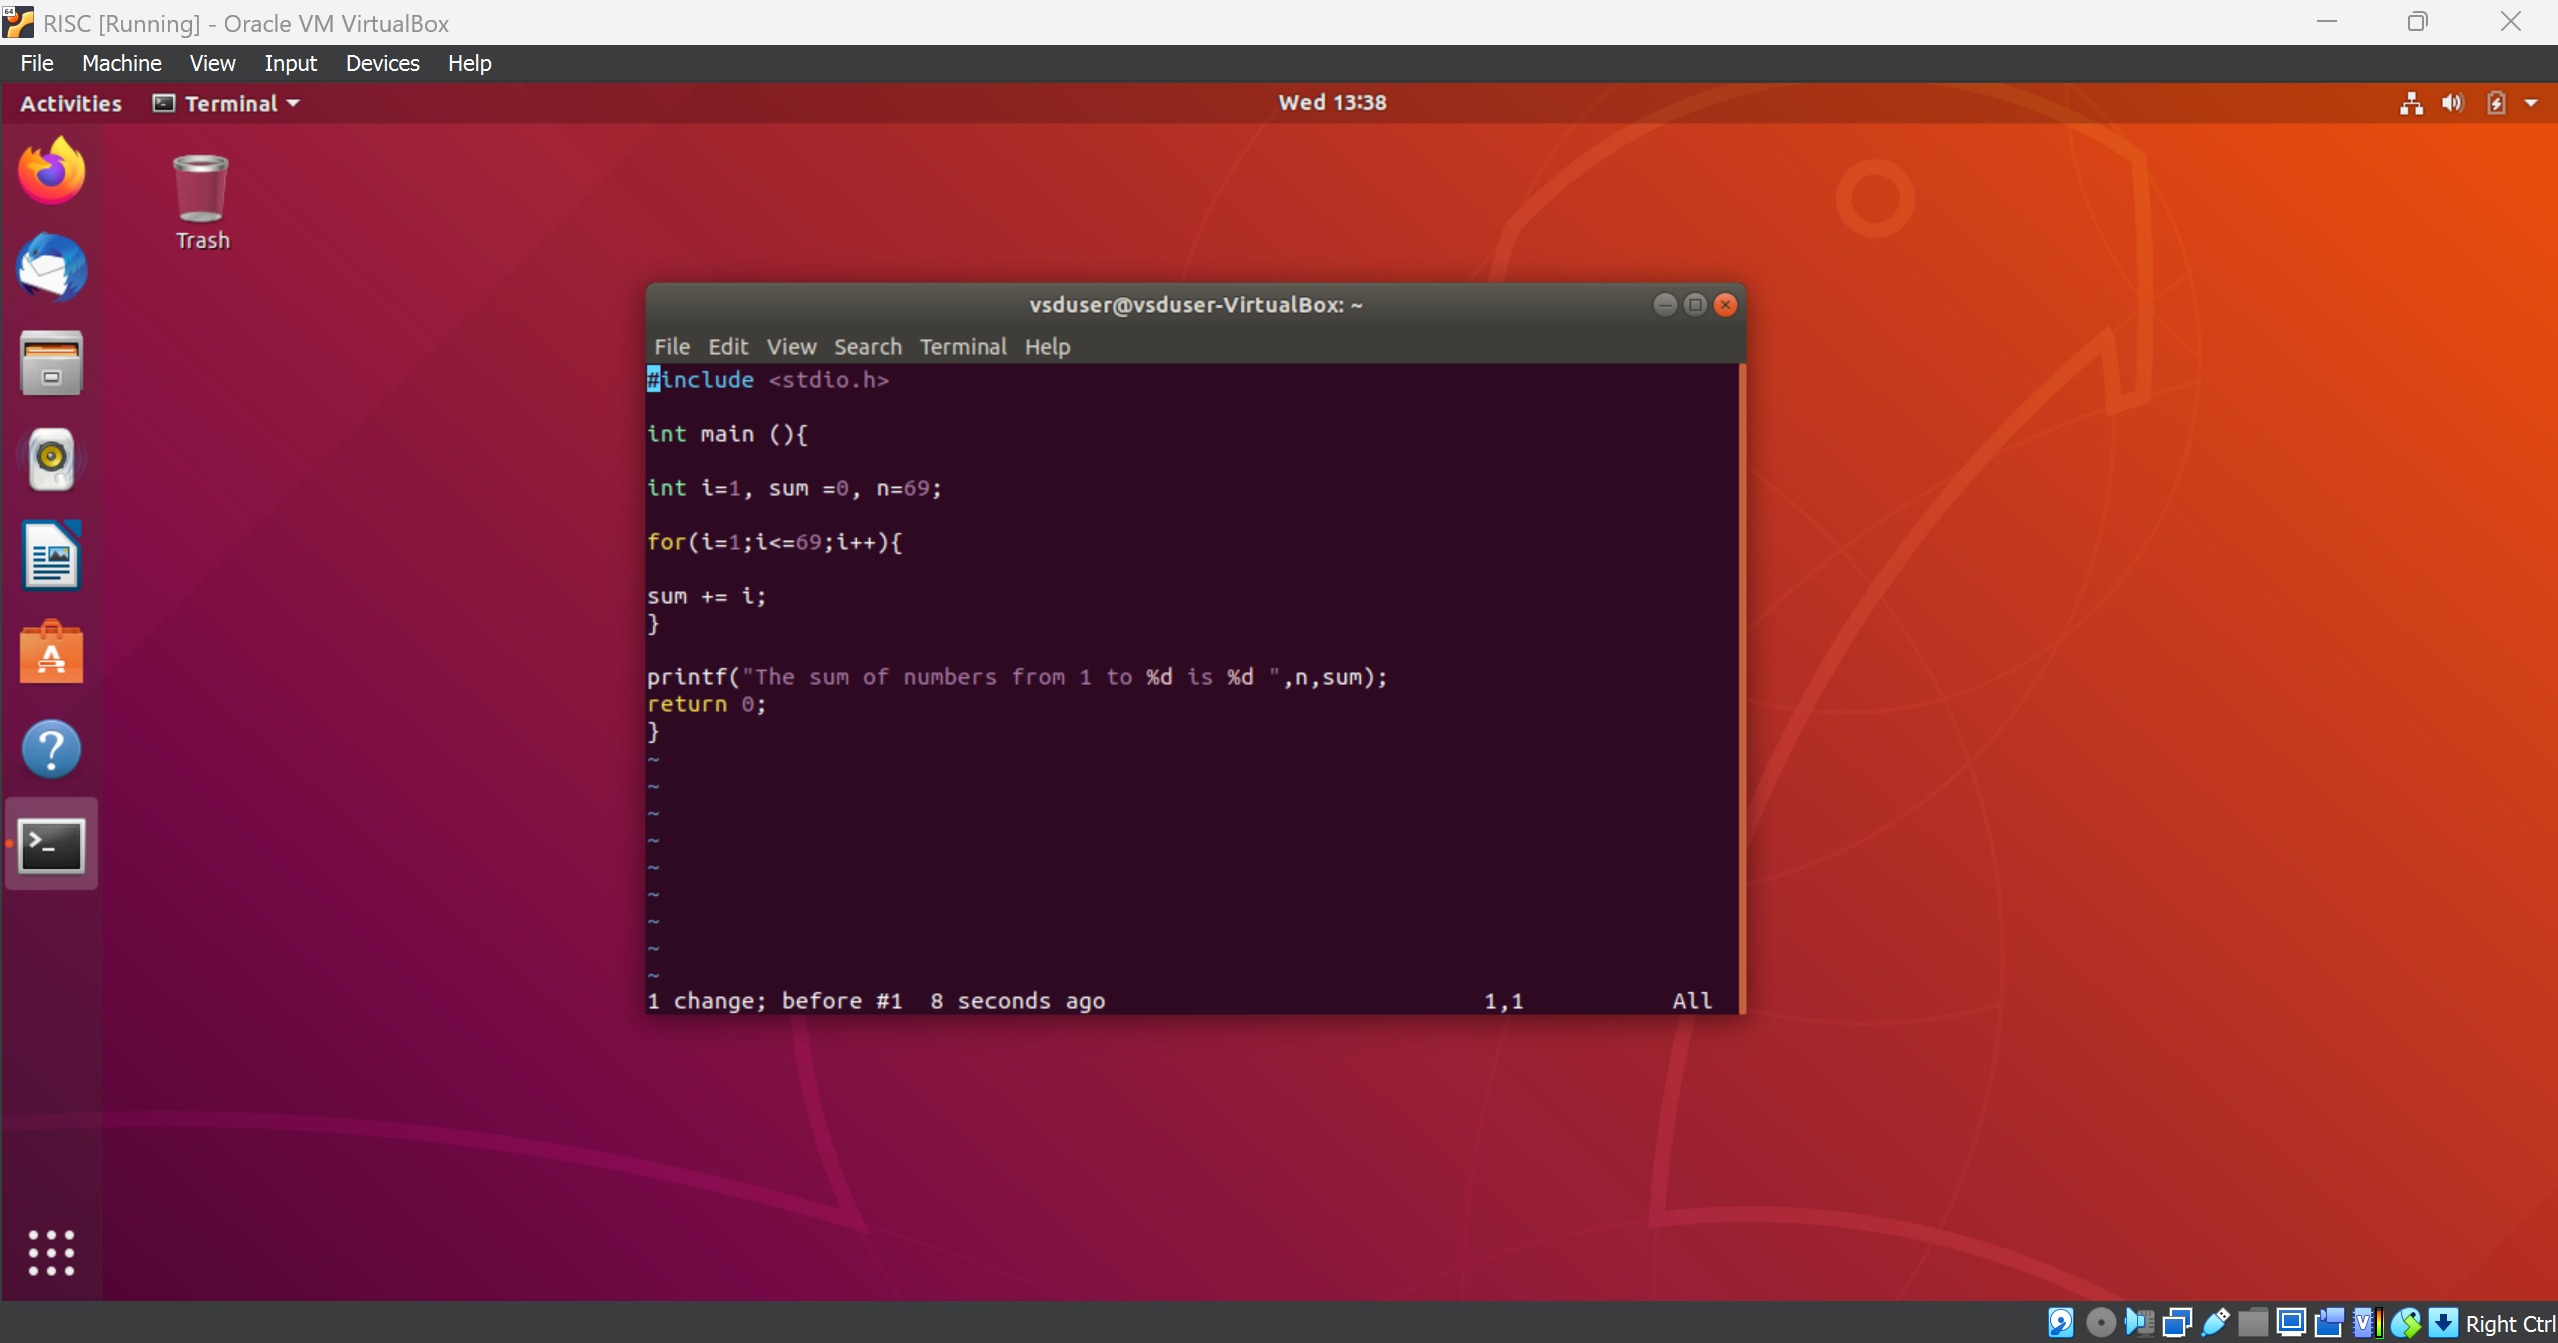 RISC [Running] - Oracle VM VirtualBox
File Machine View Input Devices Help
Activities Terminal Wed 13:38
Trash
vsduser@vsduser-VirtualBox: ~
File Edit View Search Terminal Help
#include <stdio.h>
int main (){
int i=1, sum =0, n=69;
for(i=1;i<=69;i++){
sum += i;
}
printf("The sum of numbers from 1 to %d is %d ",n,sum);
return 0;
}
~
~
~
~
~
~
~
~
~
1 change; before #1 8 seconds ago 1,1 All
Right Ctrl